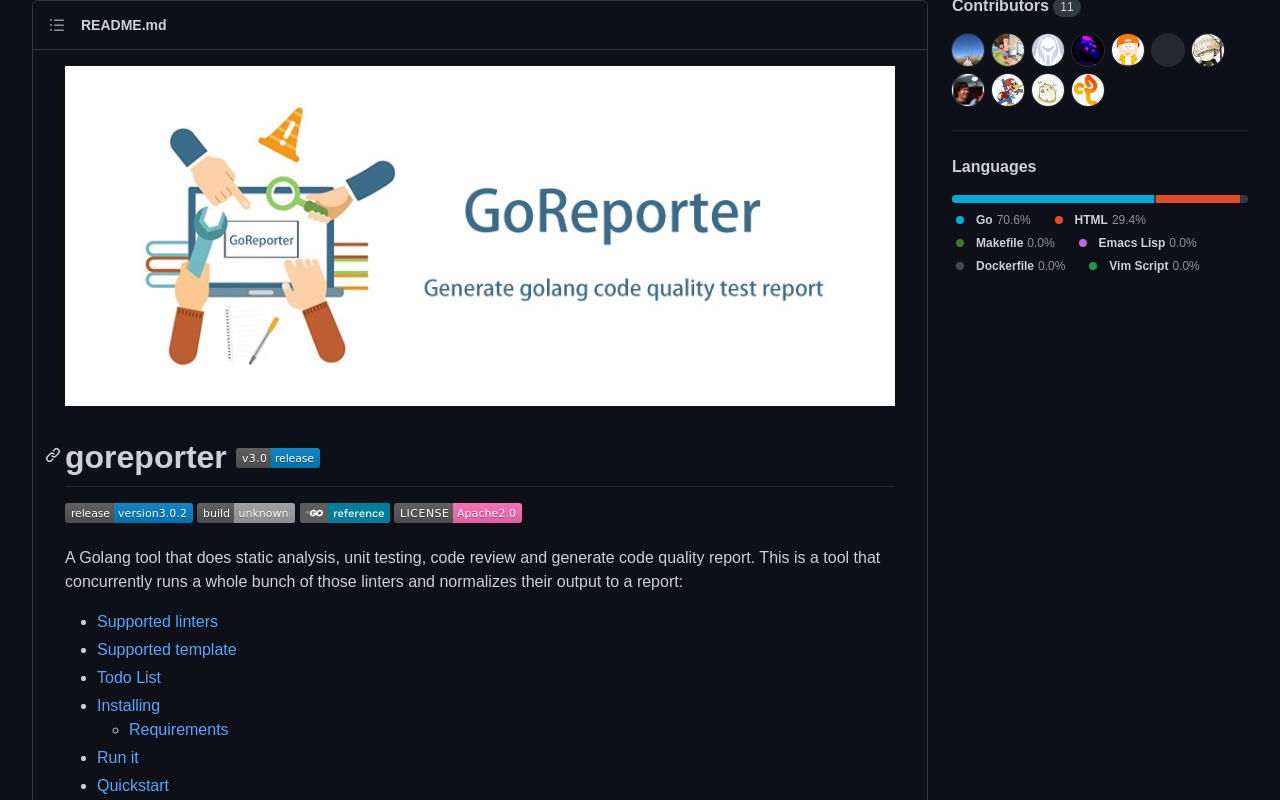 README.md
GoReporter
GoReporter
Generate golang code quality test report
goreporter v3.0 release
release version3.0.2 build unknown GO reference LICENSE Apache2.0
A Golang tool that does static analysis, unit testing, code review and generate code quality report. This is a tool that
concurrently runs a whole bunch of those linters and normalizes their output to a report:
Supported linters
Supported template
Todo List
Installing
Requirements
Run it
Quickstart
Contributors 11
Languages
Go 70.6% HTML 29.4%
Makefile 0.0% Emacs Lisp 0.0%
Dockerfile 0.0% Vim Script 0.0%